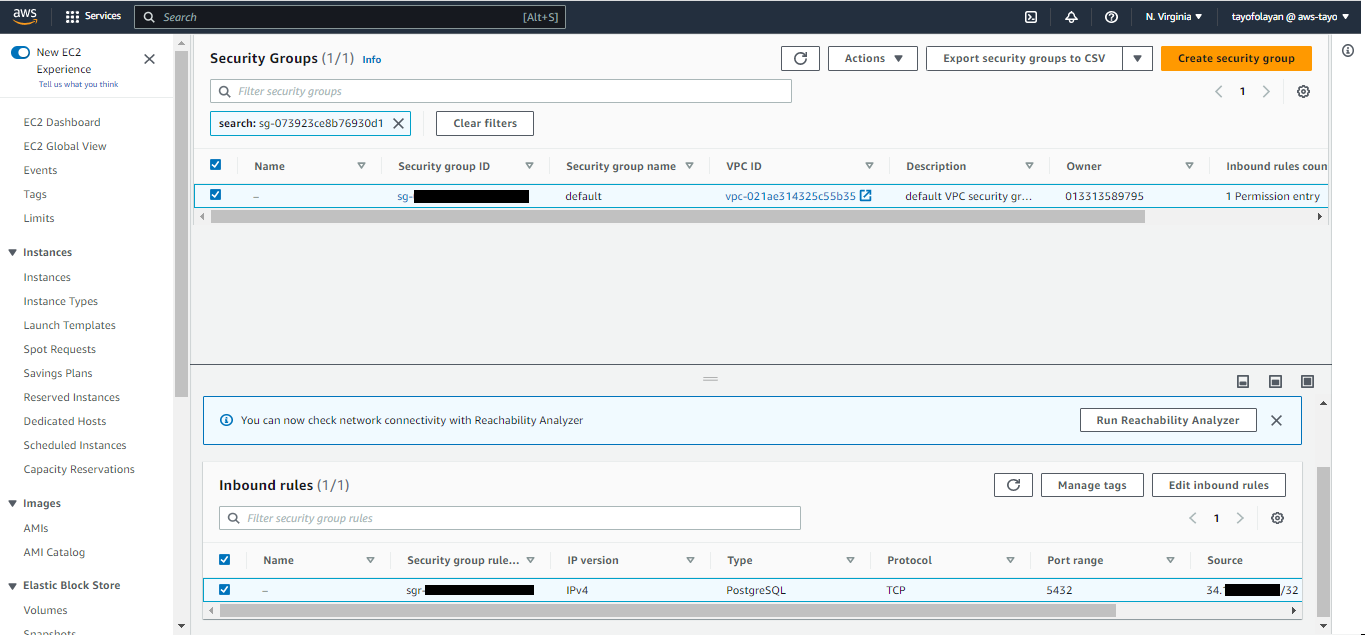 aws Services Search [Alt+S] N. Virginia tayofolayan @ aws-tayo
New EC2
Experience
Tell us what you think
EC2 Dashboard
EC2 Global View
Events
Tags
Limits
Instances
Instances
Instance Types
Launch Templates
Spot Requests
Savings Plans
Reserved Instances
Dedicated Hosts
Scheduled Instances
Capacity Reservations
Images
AMIs
AMI Catalog
Elastic Block Store
Volumes
Snapshots
Security Groups (1/1) Info Actions Export security groups to CSV Create security group
Filter security groups 1
search: sg-073923ce8b76930d1 Clear filters
Name Security group ID Security group name VPC ID Description Owner Inbound rules coun
– sg- default vpc-021ae314325c55b35 default VPC security gr... 013313589795 1 Permission entry
You can now check network connectivity with Reachability Analyzer Run Reachability Analyzer
Inbound rules (1/1) Manage tags Edit inbound rules
Filter security group rules 1
Name Security group rule... IP version Type Protocol Port range Source
– sgr- IPv4 PostgreSQL TCP 5432 34. /32